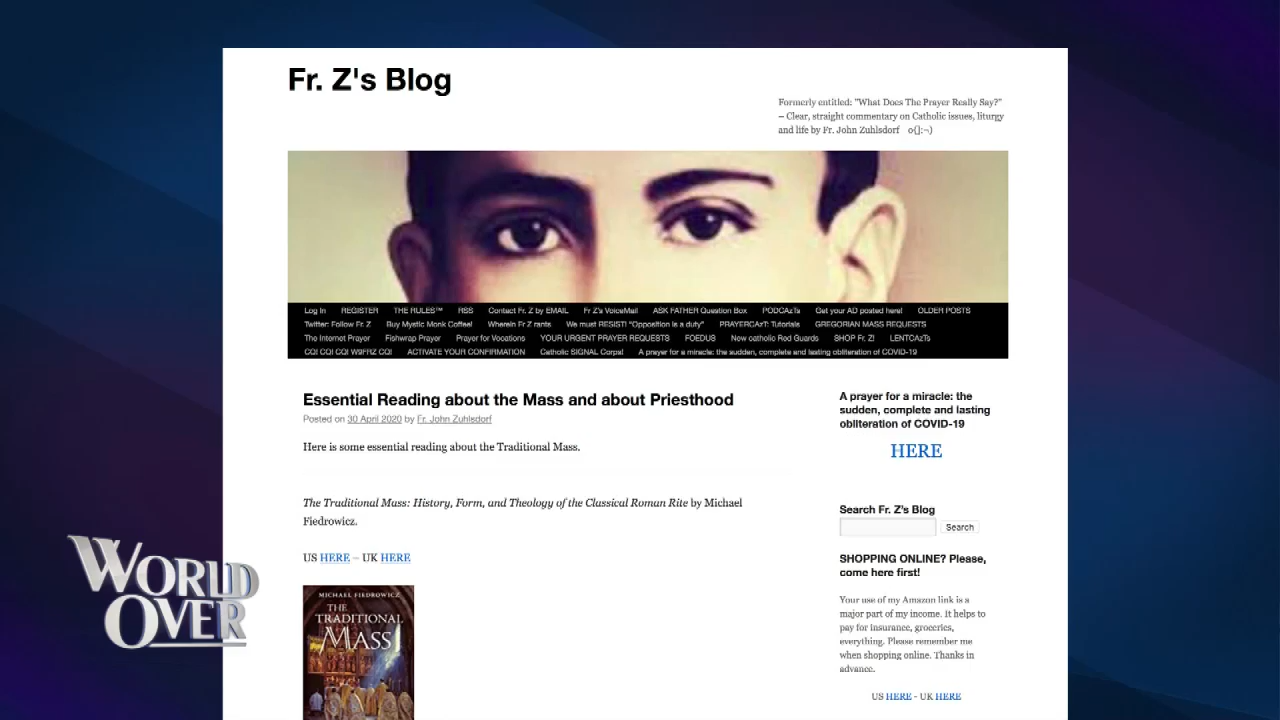 Fr. Z's Blog
Formerly entitled: "What Does The Prayer Really Say?"
– Clear, straight commentary on Catholic issues, liturgy
and life by Fr. John Zuhlsdorf o{]:¬)
Log In REGISTER THE RULES™ RSS Contact Fr. Z by EMAIL Fr Z's VoiceMail ASK FATHER Question Box PODCAzTs Get your AD posted here! OLDER POSTS
Twitter: Follow Fr. Z Buy Mystic Monk Coffee! Wherein Fr Z rants We must RESIST! "Opposition is a duty" PRAYERCAzT: Tutorials GREGORIAN MASS REQUESTS
The Internet Prayer Fishwrap Prayer Prayer for Vocations YOUR URGENT PRAYER REQUESTS FOEDUS New catholic Red Guards SHOP Fr. Z! LENTCAzTs
CQ! CQ! CQ! W9FRZ CQ! ACTIVATE YOUR CONFIRMATION Catholic SIGNAL Corps! A prayer for a miracle: the sudden, complete and lasting obliteration of COVID-19
Essential Reading about the Mass and about Priesthood
Posted on 30 April 2020 by Fr. John Zuhlsdorf
Here is some essential reading about the Traditional Mass.
The Traditional Mass: History, Form, and Theology of the Classical Roman Rite by Michael
Fiedrowicz.
US HERE – UK HERE
MICHAEL FIEDROWICZ
THE
TRADITIONAL
MASS
A prayer for a miracle: the
sudden, complete and lasting
obliteration of COVID-19
HERE
Search Fr. Z's Blog
Search
SHOPPING ONLINE? Please,
come here first!
Your use of my Amazon link is a
major part of my income. It helps to
pay for insurance, groceries,
everything. Please remember me
when shopping online. Thanks in
advance.
US HERE - UK HERE
WORLD
OVER